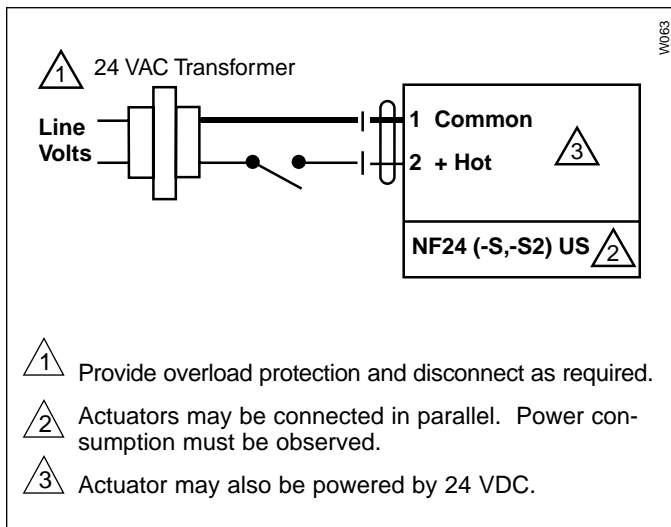 W063
1 24 VAC Transformer
Line
Volts
1 Common
2 + Hot
3
NF24 (-S,-S2) US 2
1 Provide overload protection and disconnect as required.
2 Actuators may be connected in parallel. Power con-
sumption must be observed.
3 Actuator may also be powered by 24 VDC.